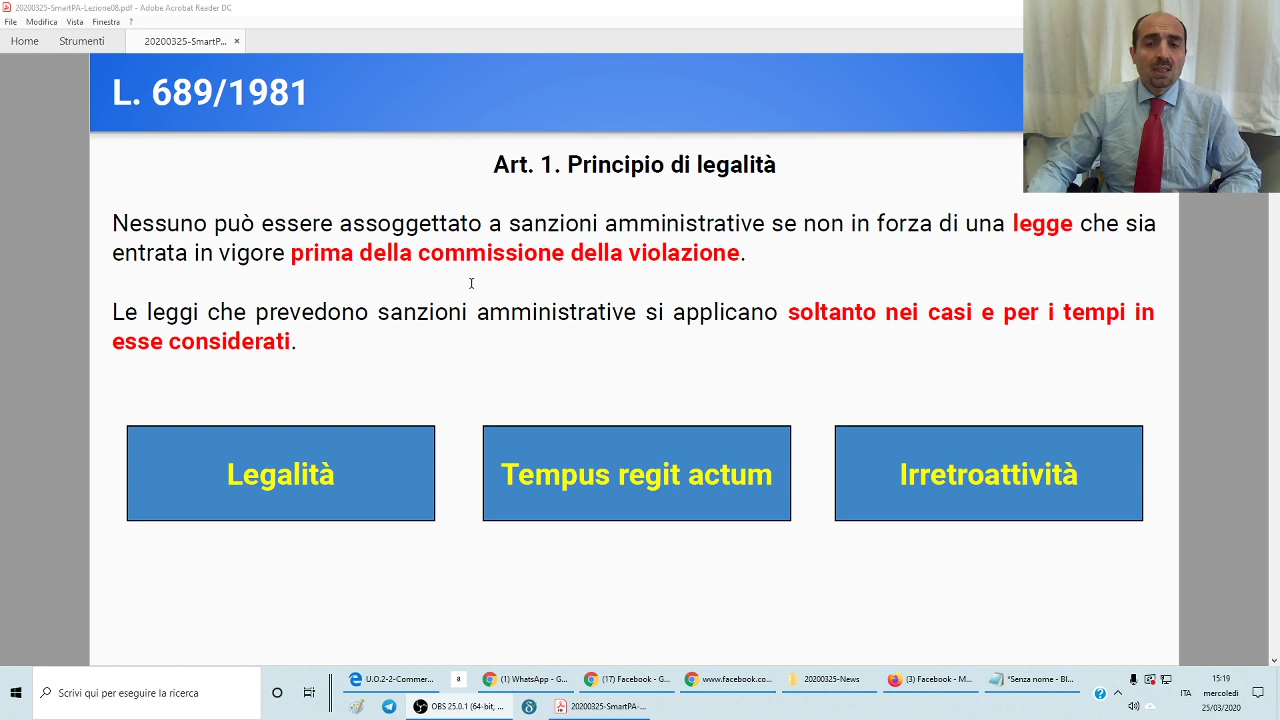 20200325-SmartPA-Lezione08.pdf - Adobe Acrobat Reader DC
File Modifica Vista Finestra ?
Home Strumenti 20200325-SmartP... ×
L. 689/1981
Art. 1. Principio di legalità
Nessuno può essere assoggettato a sanzioni amministrative se non in forza di una legge che sia
entrata in vigore prima della commissione della violazione.
Le leggi che prevedono sanzioni amministrative si applicano soltanto nei casi e per i tempi in
esse considerati.
Legalità
Tempus regit actum
Irretroattività
Scrivi qui per eseguire la ricerca
U.O.2-2-Commer...
a
(1) WhatsApp - G...
(17) Facebook - G...
www.facebook.co...
20200325-News
(3) Facebook - M...
*Senza nome - Bl...
OBS 25.0.1 (64-bit, ...
20200325-SmartPA-...
ITA
15:19
mercoledì
25/03/2020